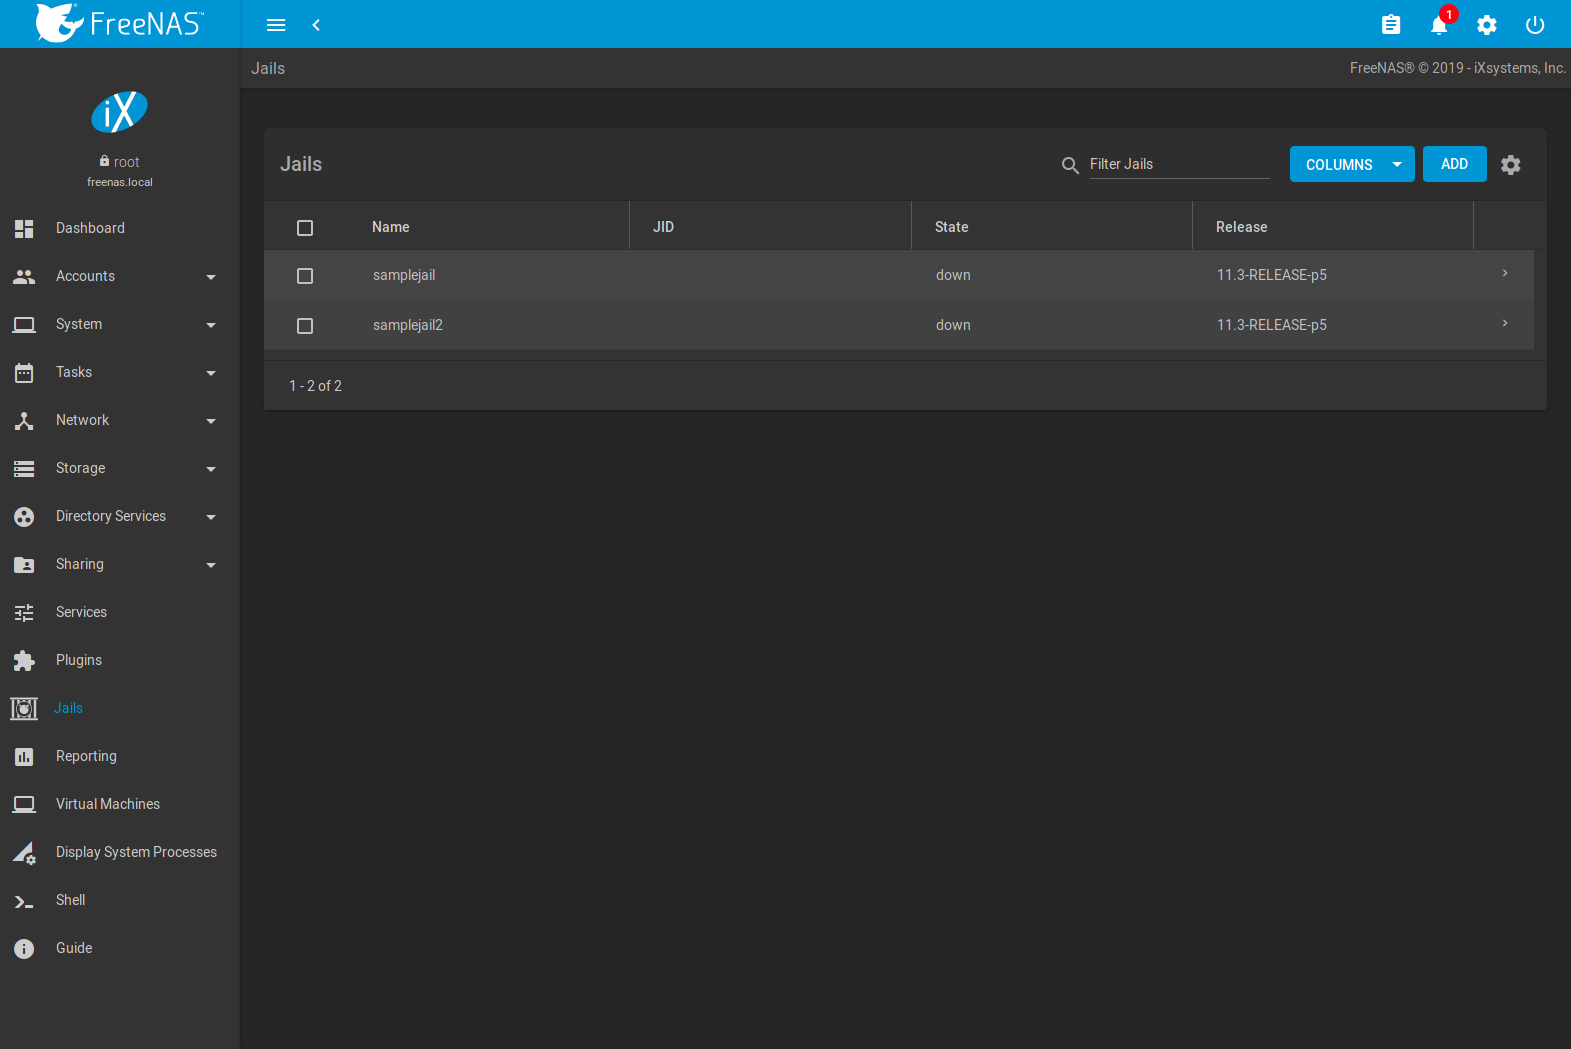 FreeNAS™
1
Jails
FreeNAS® © 2019 - iXsystems, Inc.
iX
root
freenas.local
Dashboard
Accounts
System
Tasks
Network
Storage
Directory Services
Sharing
Services
Plugins
Jails
Reporting
Virtual Machines
Display System Processes
Shell
Guide
Jails
Filter Jails
COLUMNS
ADD
Name JID State Release
samplejail down 11.3-RELEASE-p5
samplejail2 down 11.3-RELEASE-p5
1 - 2 of 2